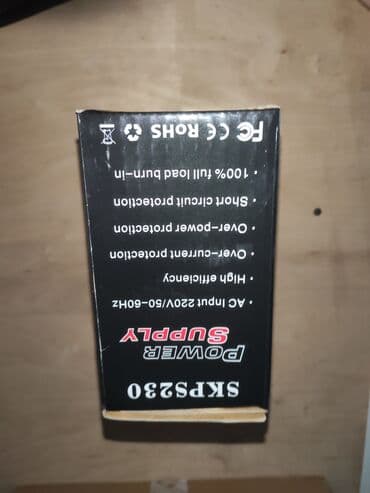 SKPS230
POWER
SUPPLY
• AC Input 220V/50-60Hz
• High efficiency
• Over-current protection
• Over-power protection
• Short circuit protection
• 100% full load burn-in
FC CE RoHS